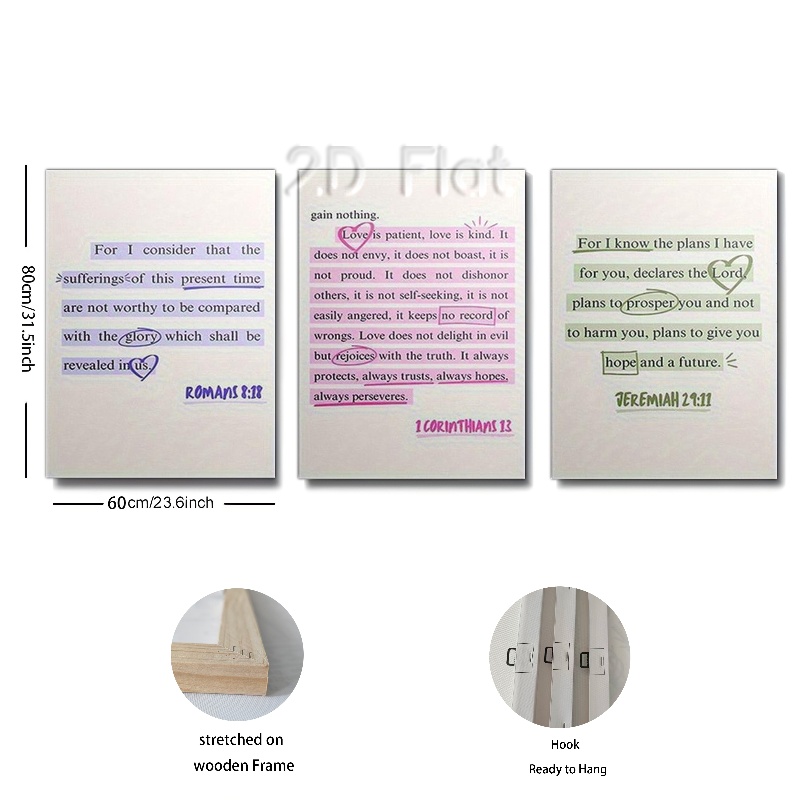 2D Flat
80cm/31.5inch
For I consider that the
sufferings of this present time
are not worthy to be compared
with the glory which shall be
revealed in us.
ROMANS 8:18
gain nothing.
Love is patient, love is kind. It
does not envy, it does not boast, it is
not proud. It does not dishonor
others, it is not self-seeking, it is not
easily angered, it keeps no record of
wrongs. Love does not delight in evil
but rejoices with the truth. It always
protects, always trusts, always hopes,
always perseveres.
1 CORINTHIANS 13
For I know the plans I have
for you, declares the Lord,
plans to prosper you and not
to harm you, plans to give you
hope and a future.
JEREMIAH 29:11
60cm/23.6inch
stretched on
wooden Frame
Hook
Ready to Hang